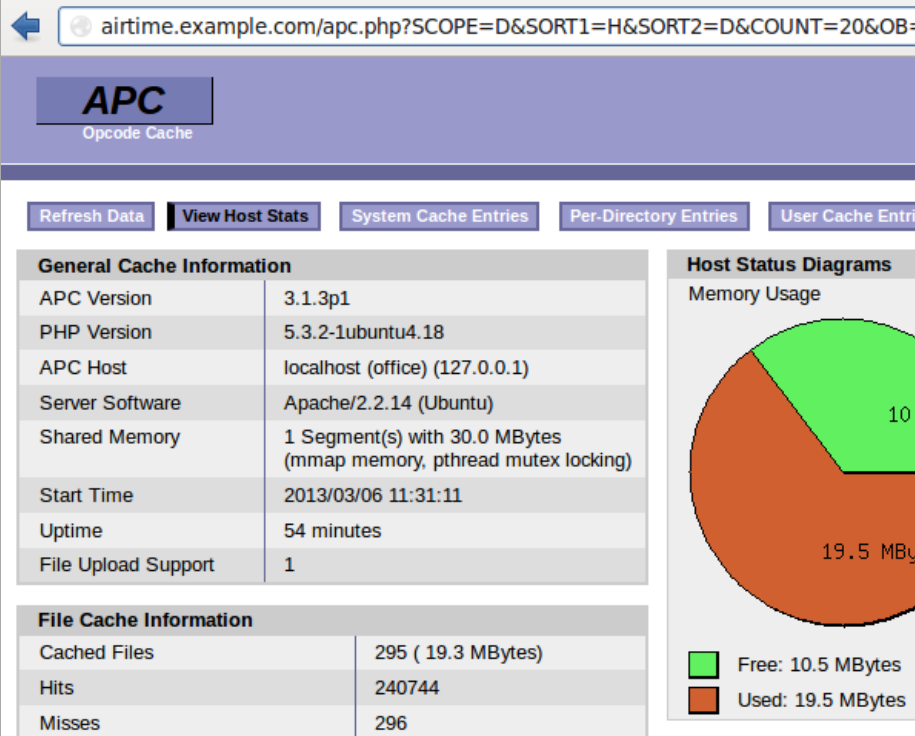 airtime.example.com/apc.php?SCOPE=D&SORT1=H&SORT2=D&COUNT=20&OB=
APC
Opcode Cache
Refresh Data View Host Stats System Cache Entries Per-Directory Entries User Cache Entri
General Cache Information
APC Version 3.1.3p1
PHP Version 5.3.2-1ubuntu4.18
APC Host localhost (office) (127.0.0.1)
Server Software Apache/2.2.14 (Ubuntu)
Shared Memory 1 Segment(s) with 30.0 MBytes
(mmap memory, pthread mutex locking)
Start Time 2013/03/06 11:31:11
Uptime 54 minutes
File Upload Support 1
File Cache Information
Cached Files 295 ( 19.3 MBytes)
Hits 240744
Misses 296
Host Status Diagrams
Memory Usage
10
19.5 MBy
Free: 10.5 MBytes
Used: 19.5 MBytes